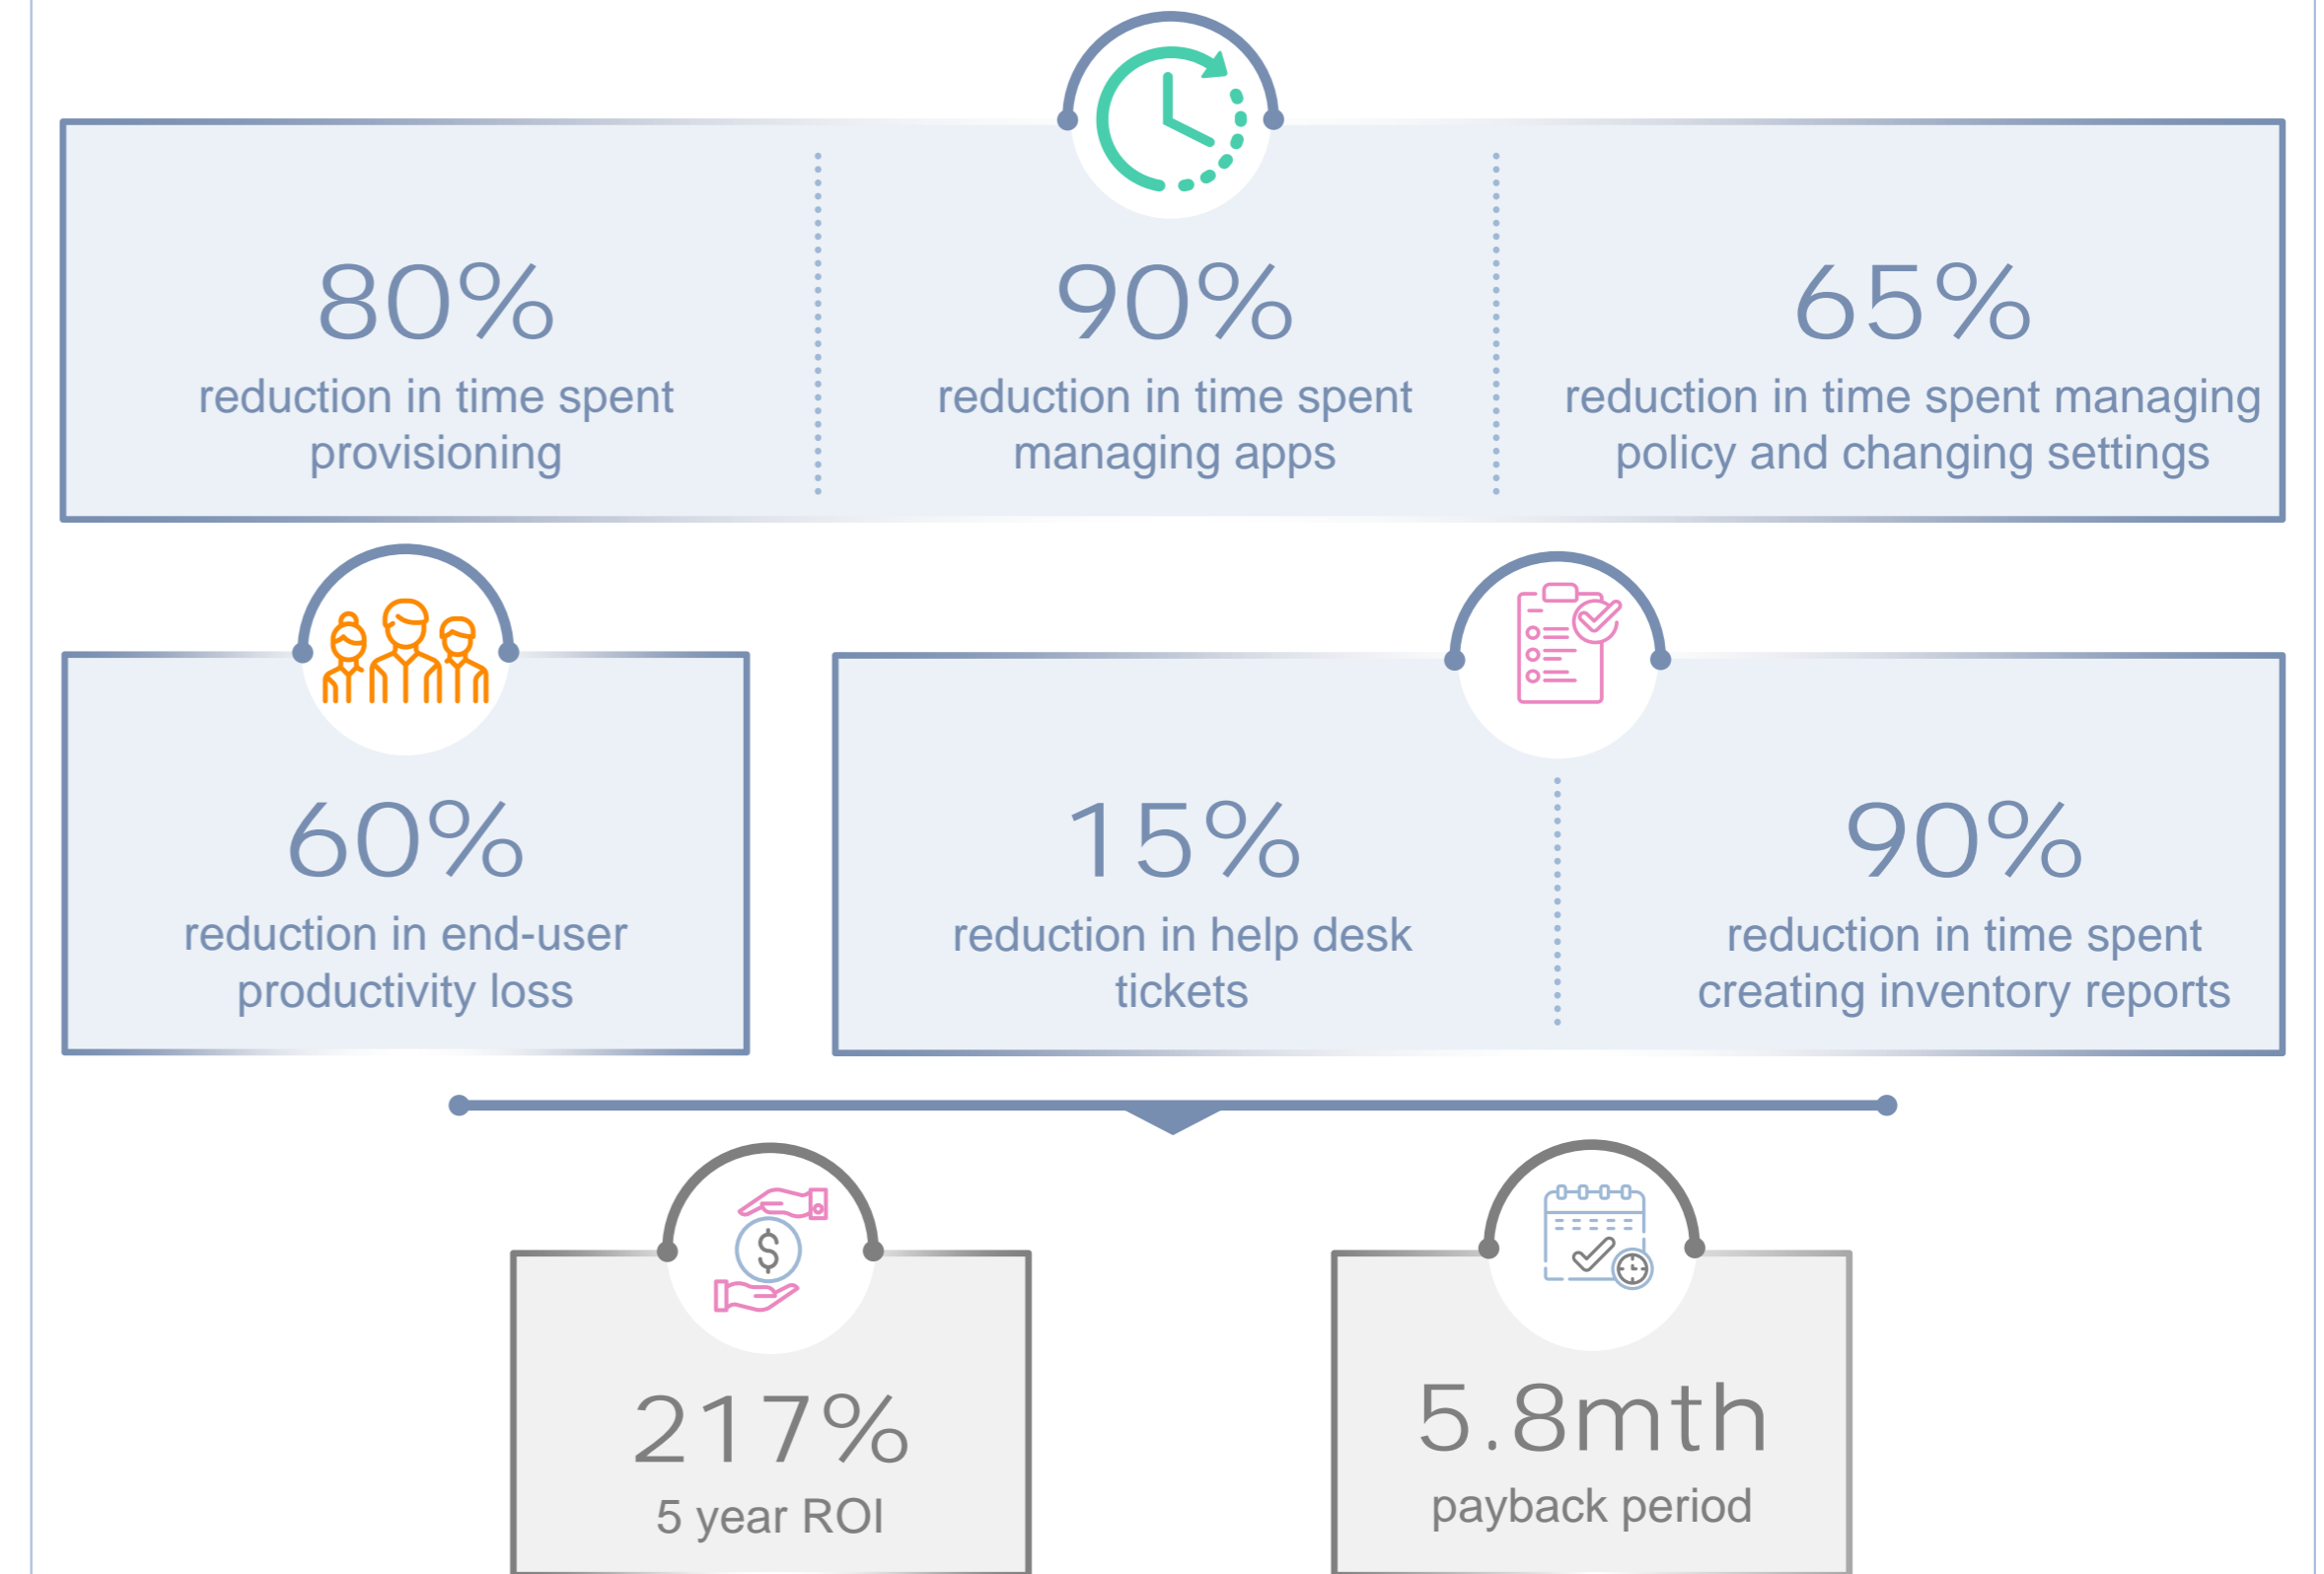 80%
reduction in time spent
provisioning
90%
reduction in time spent
managing apps
65%
reduction in time spent managing
policy and changing settings
60%
reduction in end-user
productivity loss
15%
reduction in help desk
tickets
90%
reduction in time spent
creating inventory reports
$
217%
5 year ROI
5.8mth
payback period